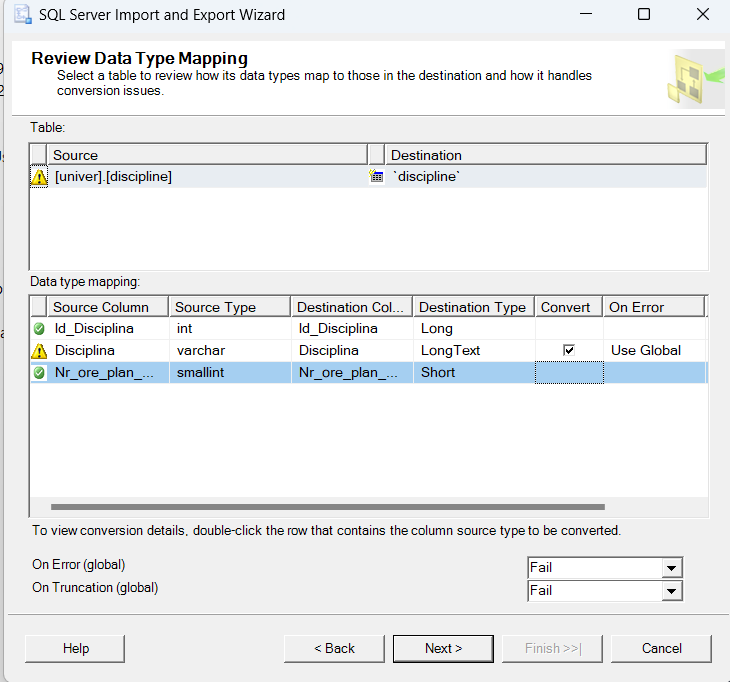 SQL Server Import and Export Wizard
Review Data Type Mapping
Select a table to review how its data types map to those in the destination and how it handles
conversion issues.
Table:
Source Destination
[univer].[discipline] `discipline`
Data type mapping:
Source Column Source Type Destination Col... Destination Type Convert On Error
Id_Disciplina int Id_Disciplina Long
Disciplina varchar Disciplina LongText Use Global
Nr_ore_plan_... smallint Nr_ore_plan_... Short
To view conversion details, double-click the row that contains the column source type to be converted.
On Error (global) Fail
On Truncation (global) Fail
Help < Back Next > Finish >>| Cancel